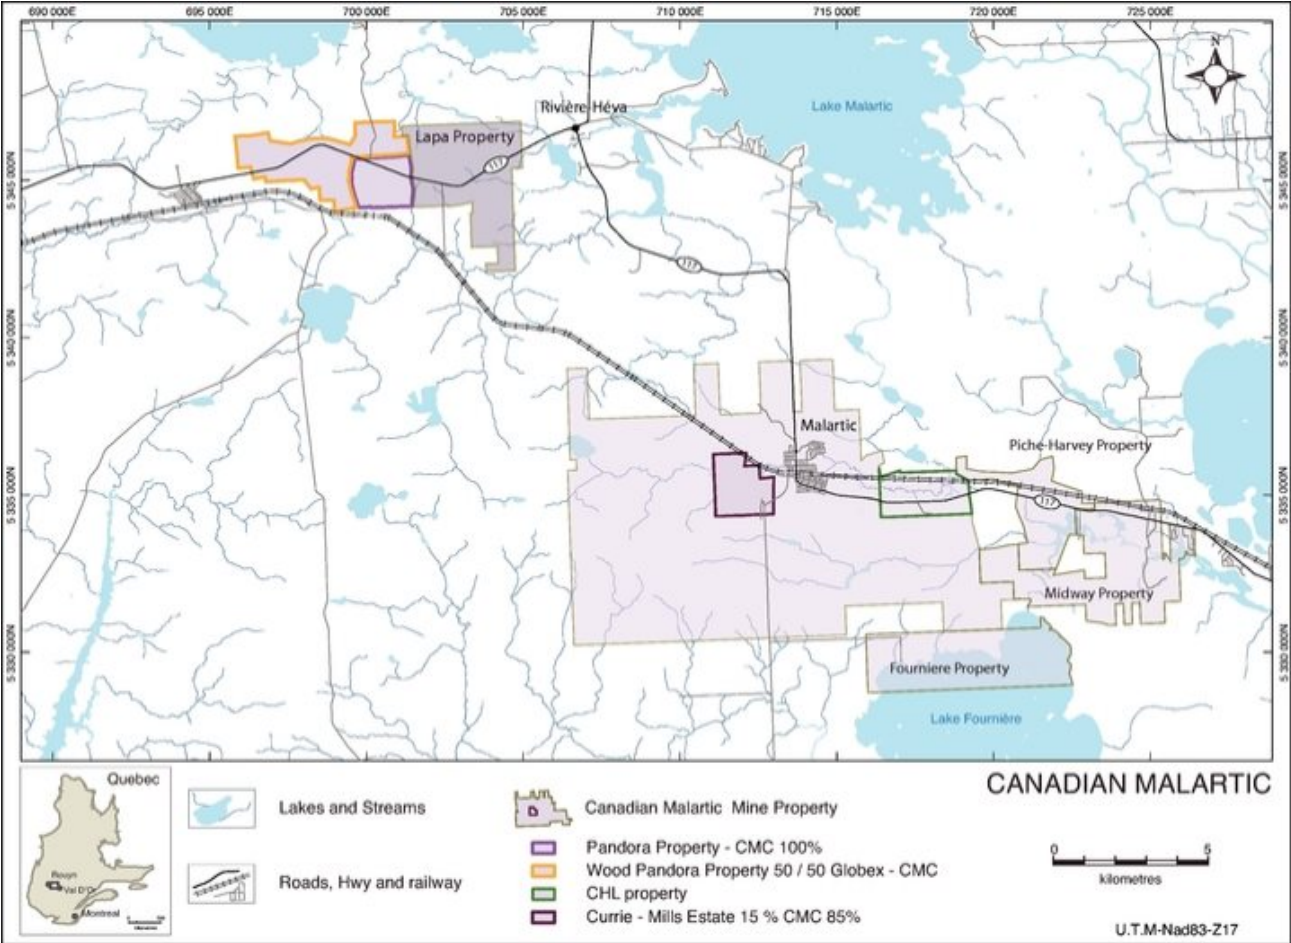 690 000E 695 000E 700 000E 705 000E 710 000E 715 000E 720 000E 725 000E
N
Lake Malartic
Rivière-Héva
Lapa Property
117
5 345 000N 5 345 000N
117
5 340 000N 5 340 000N
Malartic
Piche-Harvey Property
5 335 000N 5 335 000N
117
Midway Property
5 330 000N 5 330 000N
Fourniere Property
Lake Fournière
Quebec
Rouyn
Val D'Or
Montreal
Lakes and Streams
Roads, Hwy and railway
Canadian Malartic Mine Property
Pandora Property - CMC 100%
Wood Pandora Property 50 / 50 Globex - CMC
CHL property
Currie - Mills Estate 15 % CMC 85%
CANADIAN MALARTIC
0 5
kilometres
U.T.M-Nad83-Z17